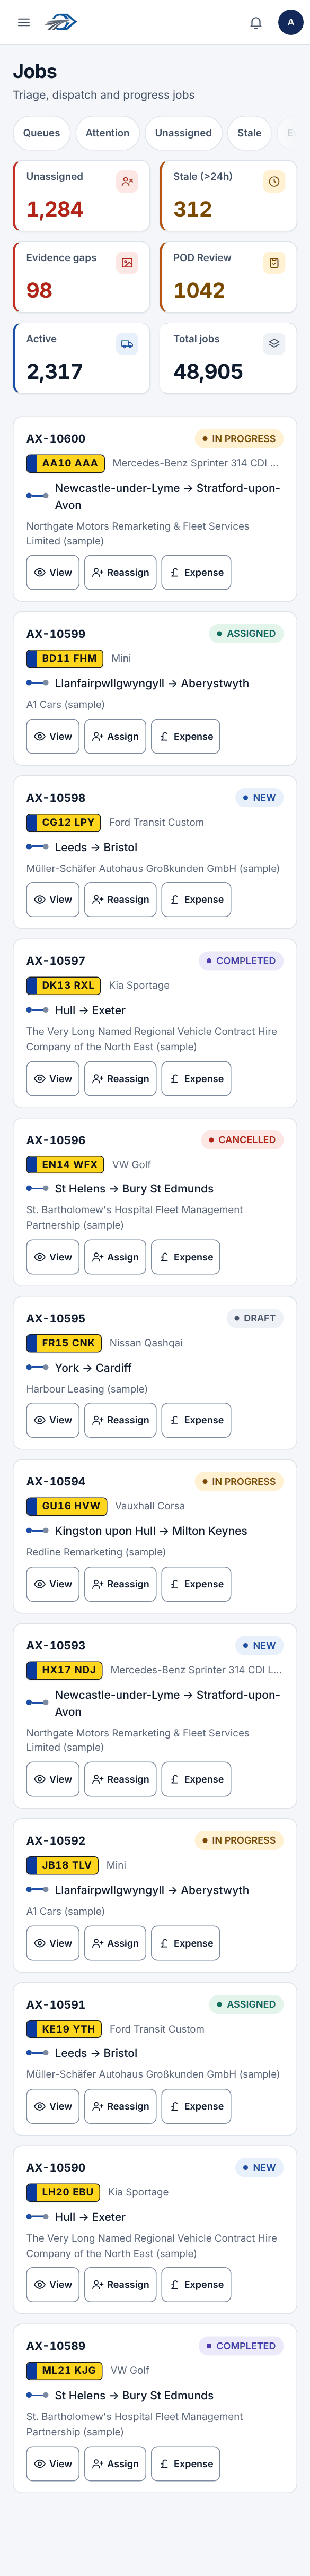 A
Jobs
Triage, dispatch and progress jobs
Queues Attention Unassigned Stale
Unassigned
1,284
Stale (>24h)
312
Evidence gaps
98
POD Review
1042
Active
2,317
Total jobs
48,905
AX-10600 IN PROGRESS
AA10 AAA Mercedes-Benz Sprinter 314 CDI ...
Newcastle-under-Lyme → Stratford-upon-
Avon
Northgate Motors Remarketing & Fleet Services
Limited (sample)
View Reassign £ Expense
AX-10599 ASSIGNED
BD11 FHM Mini
Llanfairpwllgwyngyll → Aberystwyth
A1 Cars (sample)
View Assign £ Expense
AX-10598 NEW
CG12 LPY Ford Transit Custom
Leeds → Bristol
Müller-Schäfer Autohaus Großkunden GmbH (sample)
View Reassign £ Expense
AX-10597 COMPLETED
DK13 RXL Kia Sportage
Hull → Exeter
The Very Long Named Regional Vehicle Contract Hire
Company of the North East (sample)
View Reassign £ Expense
AX-10596 CANCELLED
EN14 WFX VW Golf
St Helens → Bury St Edmunds
St. Bartholomew's Hospital Fleet Management
Partnership (sample)
View Assign £ Expense
AX-10595 DRAFT
FR15 CNK Nissan Qashqai
York → Cardiff
Harbour Leasing (sample)
View Reassign £ Expense
AX-10594 IN PROGRESS
GU16 HVW Vauxhall Corsa
Kingston upon Hull → Milton Keynes
Redline Remarketing (sample)
View Reassign £ Expense
AX-10593 NEW
HX17 NDJ Mercedes-Benz Sprinter 314 CDI L...
Newcastle-under-Lyme → Stratford-upon-
Avon
Northgate Motors Remarketing & Fleet Services
Limited (sample)
View Reassign £ Expense
AX-10592 IN PROGRESS
JB18 TLV Mini
Llanfairpwllgwyngyll → Aberystwyth
A1 Cars (sample)
View Assign £ Expense
AX-10591 ASSIGNED
KE19 YTH Ford Transit Custom
Leeds → Bristol
Müller-Schäfer Autohaus Großkunden GmbH (sample)
View Reassign £ Expense
AX-10590 NEW
LH20 EBU Kia Sportage
Hull → Exeter
The Very Long Named Regional Vehicle Contract Hire
Company of the North East (sample)
View Reassign £ Expense
AX-10589 COMPLETED
ML21 KJG VW Golf
St Helens → Bury St Edmunds
St. Bartholomew's Hospital Fleet Management
Partnership (sample)
View Assign £ Expense